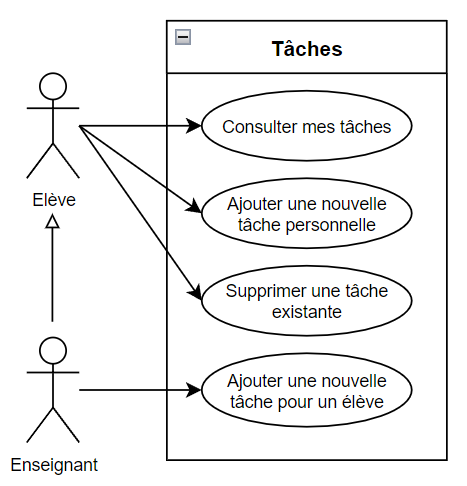 Tâches
Consulter mes tâches
Elève
Ajouter une nouvelle
tâche personnelle
Supprimer une tâche
existante
Ajouter une nouvelle
tâche pour un élève
Enseignant